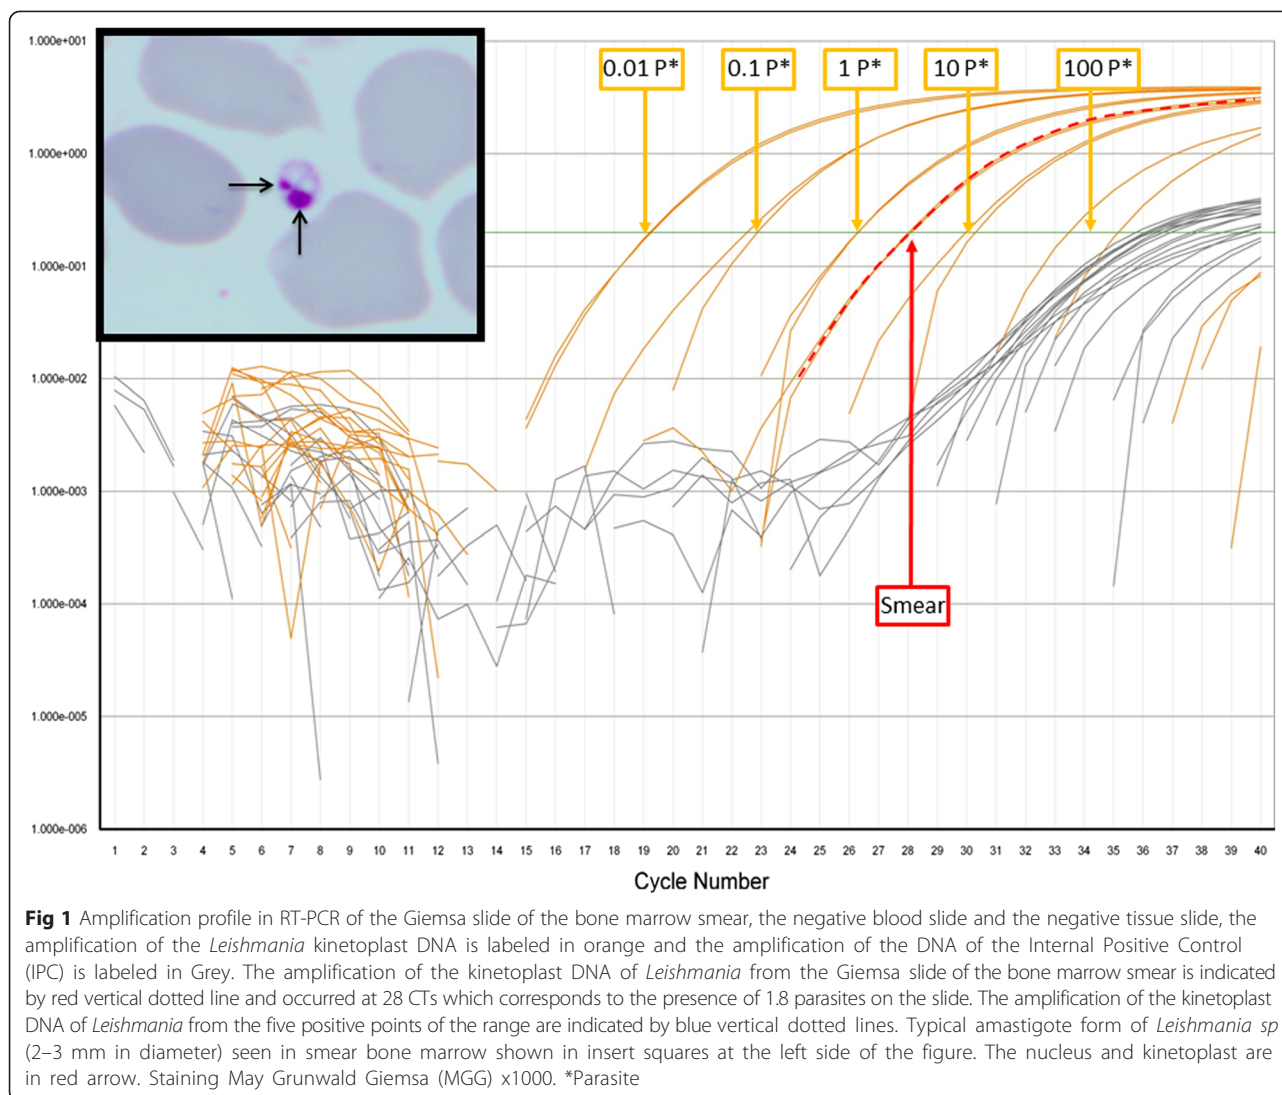 1.000e+001
0.01 P*
0.1 P*
1 P*
10 P*
100 P*
1.000e+000
1.000e-001
1.000e-002
1.000e-003
1.000e-004
Smear
1.000e-005
1.000e-006
1 2 3 4 5 6 7 8 9 10 11 12 13 14 15 16 17 18 19 20 21 22 23 24 25 26 27 28 29 30 31 32 33 34 35 36 37 38 39 40
Cycle Number
Fig 1 Amplification profile in RT-PCR of the Giemsa slide of the bone marrow smear, the negative blood slide and the negative tissue slide, the
amplification of the Leishmania kinetoplast DNA is labeled in orange and the amplification of the DNA of the Internal Positive Control
(IPC) is labeled in Grey. The amplification of the kinetoplast DNA of Leishmania from the Giemsa slide of the bone marrow smear is indicated
by red vertical dotted line and occurred at 28 CTs which corresponds to the presence of 1.8 parasites on the slide. The amplification of the kinetoplast
DNA of Leishmania from the five positive points of the range are indicated by blue vertical dotted lines. Typical amastigote form of Leishmania sp
(2–3 mm in diameter) seen in smear bone marrow shown in insert squares at the left side of the figure. The nucleus and kinetoplast are
in red arrow. Staining May Grunwald Giemsa (MGG) x1000. *Parasite